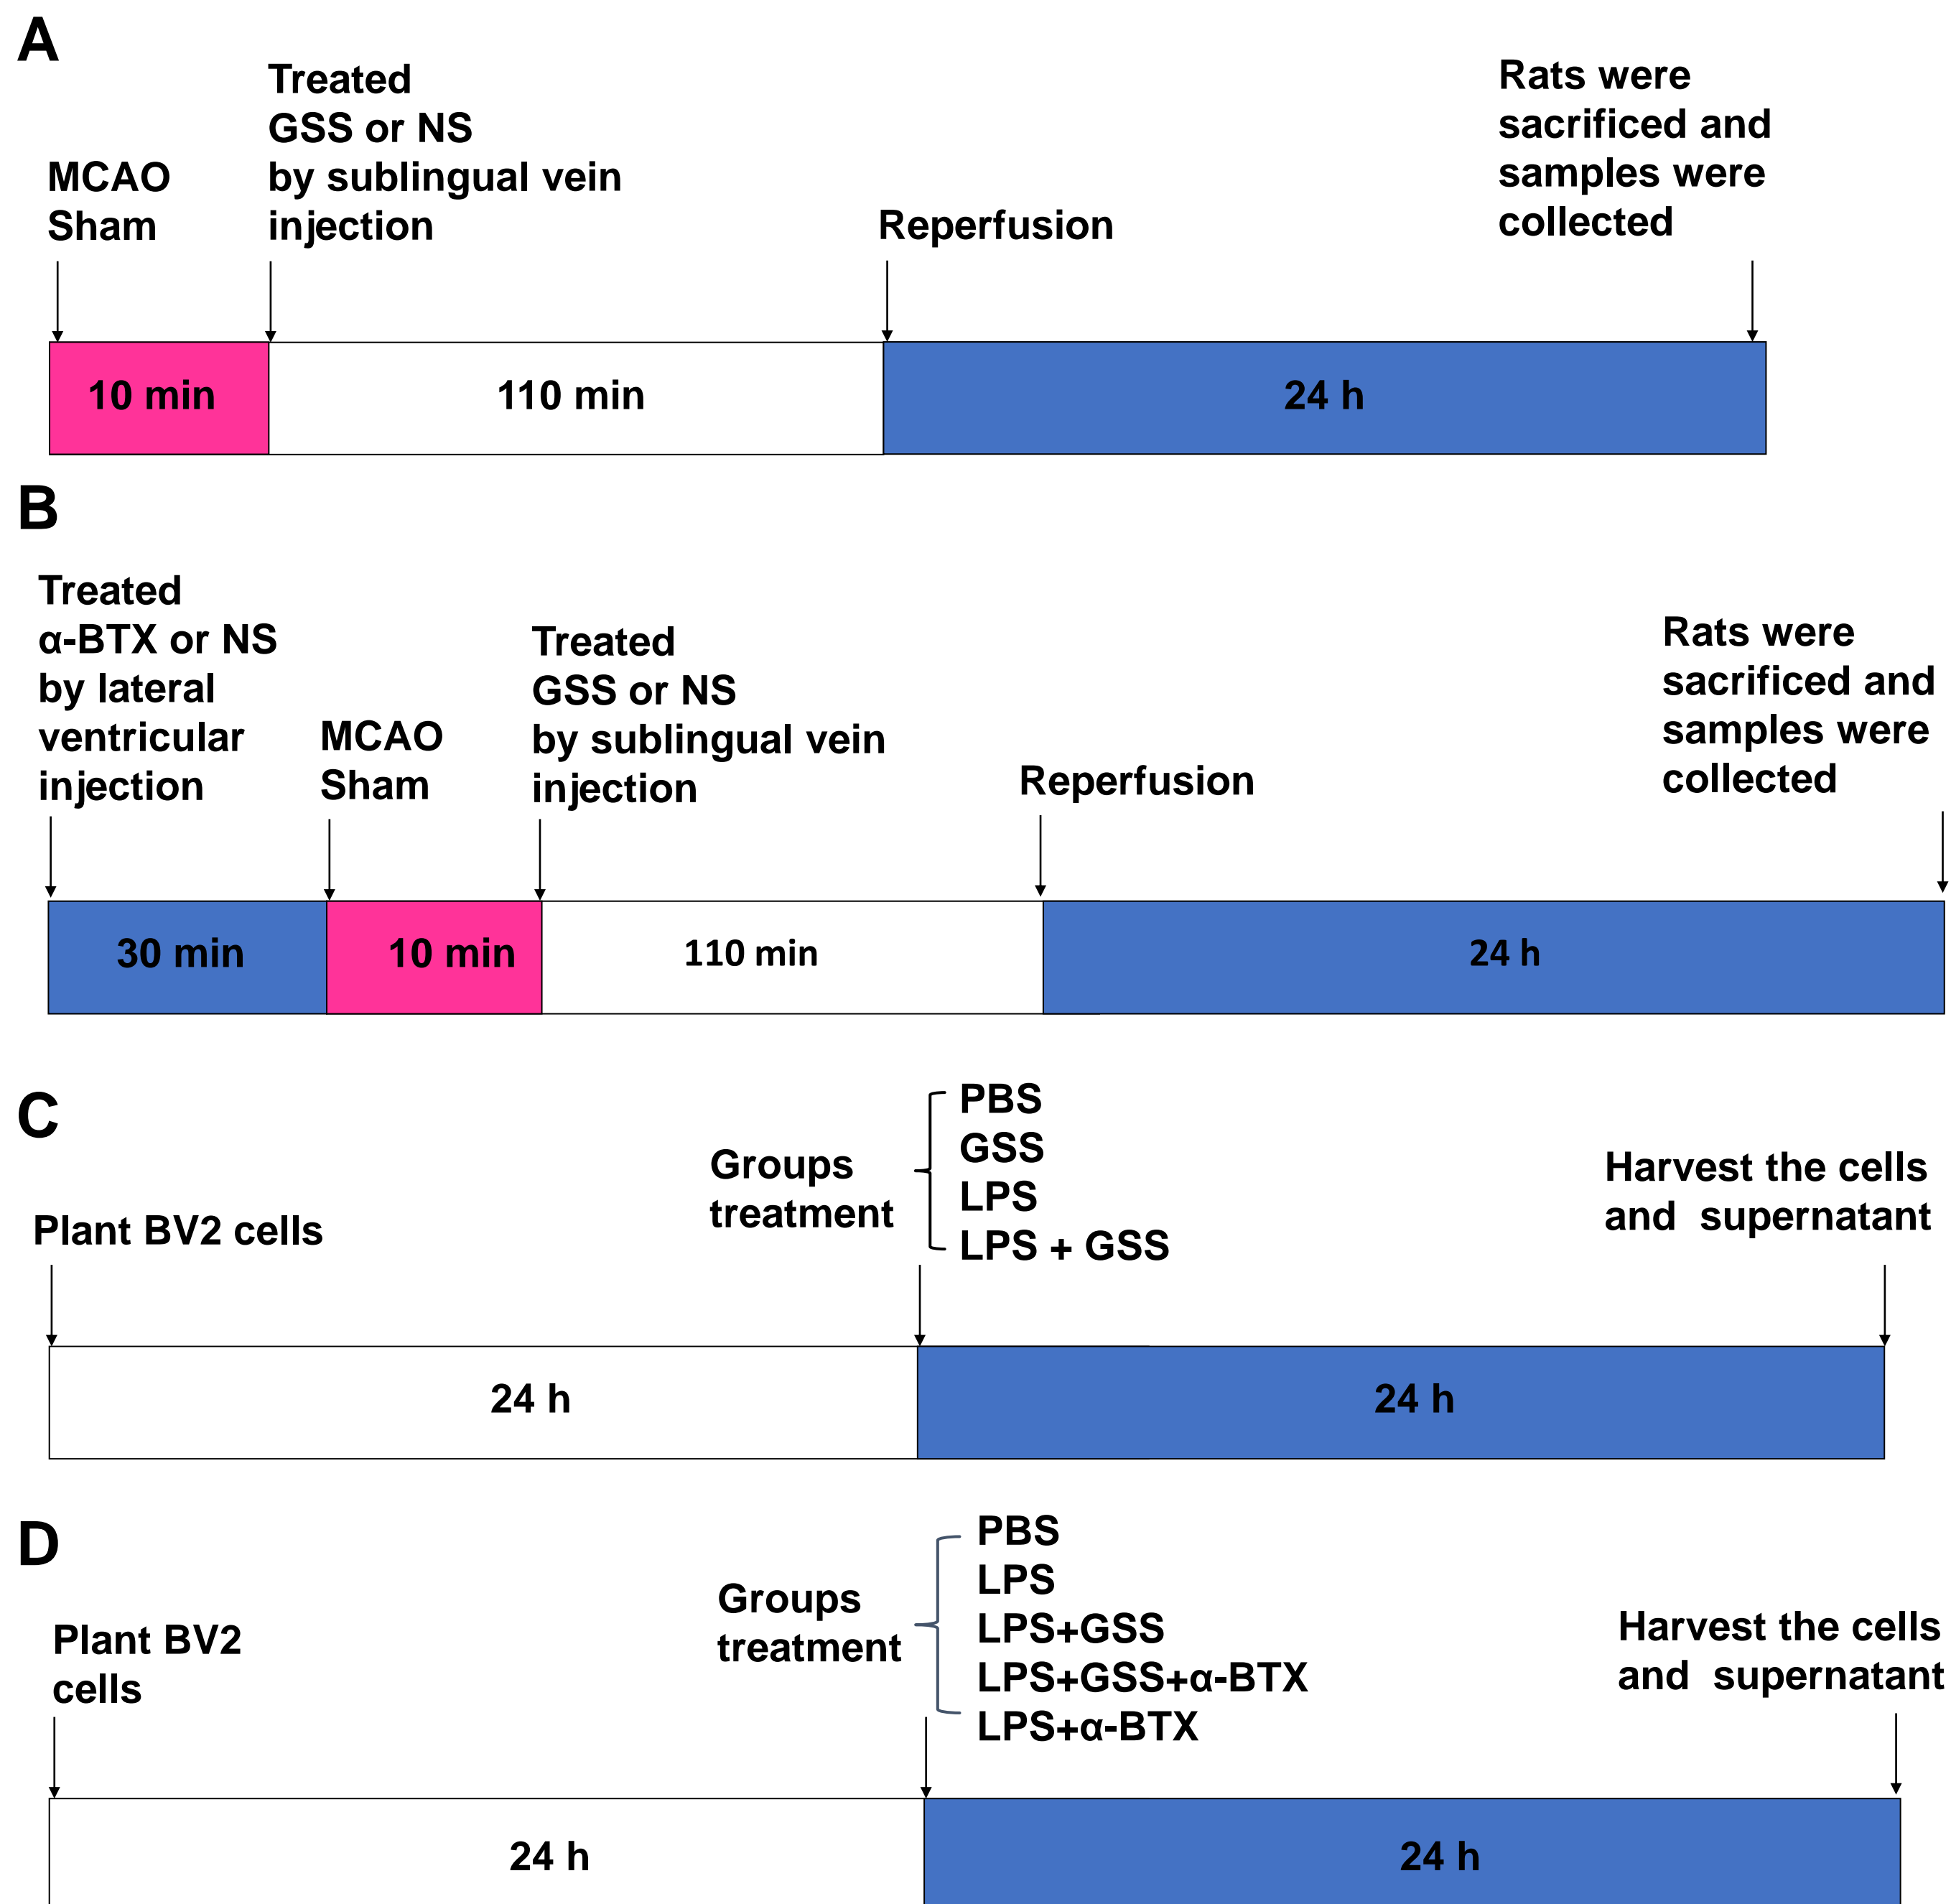 A
MCAO
Sham
Treated
GSS or NS
by sublingual vein
injection
Reperfusion
Rats were
sacrificed and
samples were
collected
10 min
110 min
24 h
B
Treated
α-BTX or NS
by lateral
ventricular
injection
MCAO
Sham
Treated
GSS or NS
by sublingual vein
injection
Reperfusion
Rats were
sacrificed and
samples were
collected
30 min
10 min
110 min
24 h
C
Plant BV2 cells
Groups
treatment
PBS
GSS
LPS
LPS + GSS
Harvest the cells
and supernatant
24 h
24 h
D
Plant BV2
cells
Groups
treatment
PBS
LPS
LPS+GSS
LPS+GSS+α-BTX
LPS+α-BTX
Harvest the cells
and supernatant
24 h
24 h